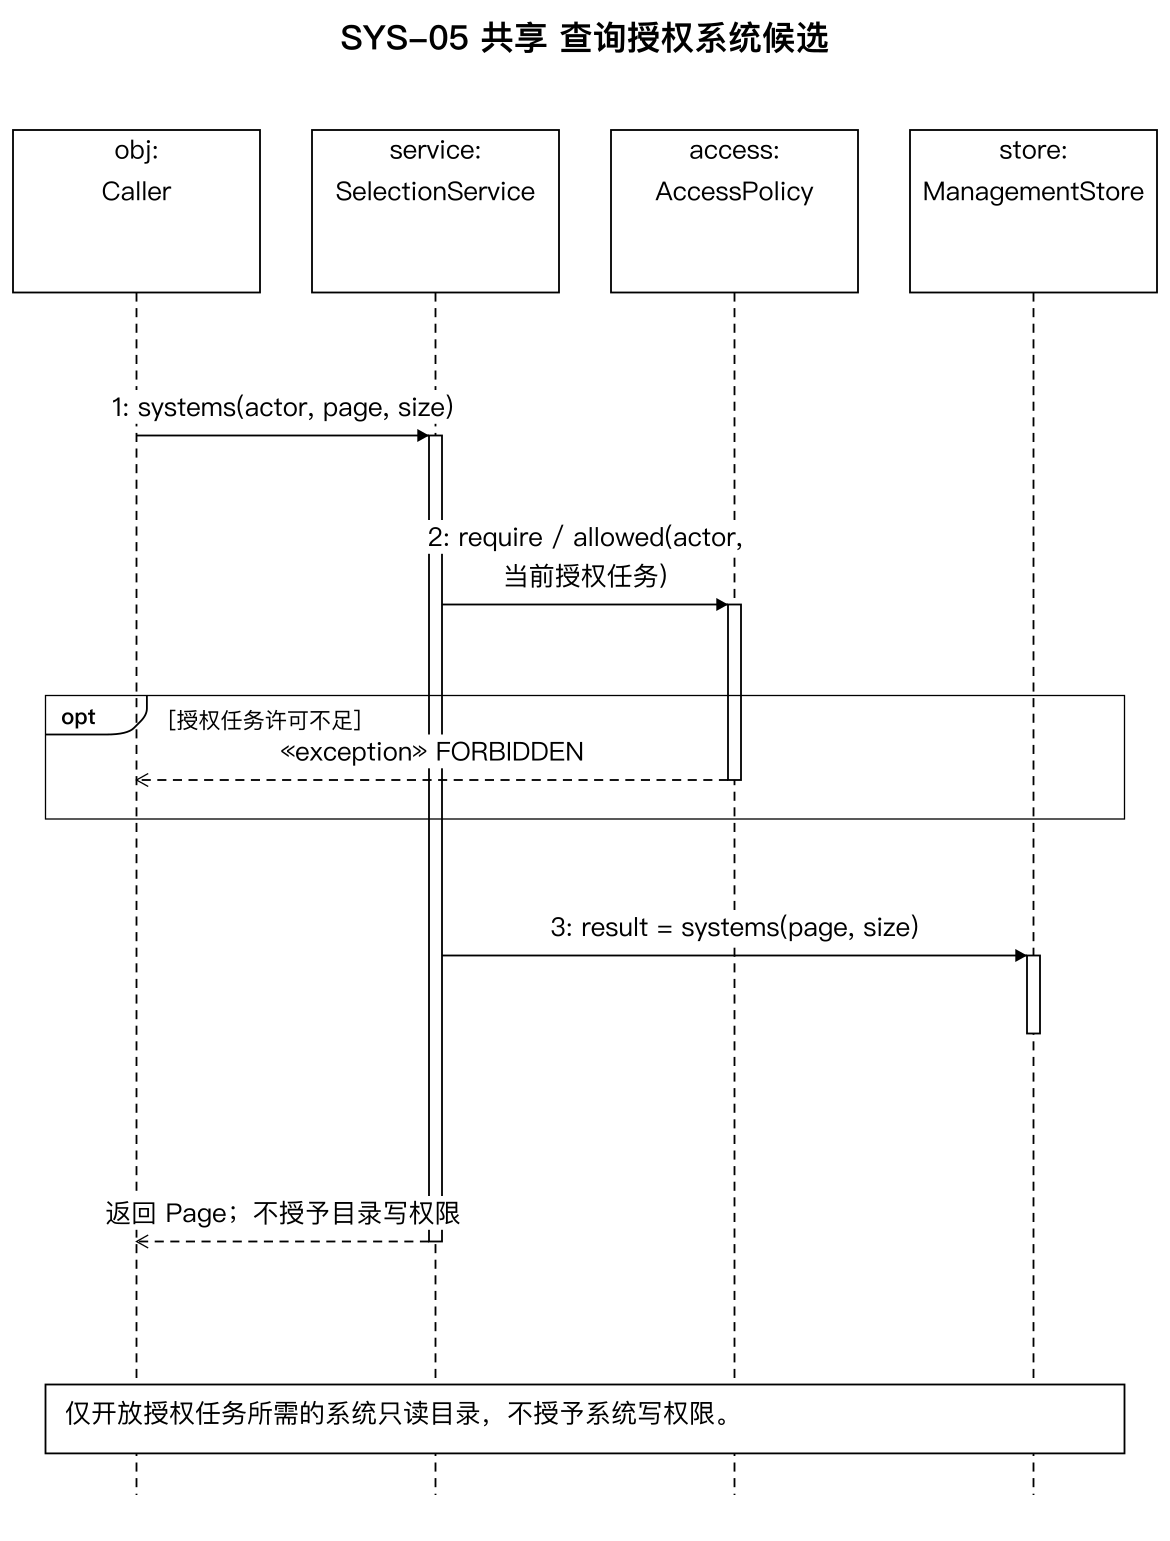 SYS–05 共享 查询授权系统候选
obj:
Caller
service:
SelectionService
access:
AccessPolicy
store:
ManagementStore
1: systems(actor, page, size)
2: require / allowed(actor,
当前授权任务)
opt
[授权任务许可不足]
«exception» FORBIDDEN
3: result = systems(page, size)
返回 Page；不授予目录写权限
仅开放授权任务所需的系统只读目录，不授予系统写权限。